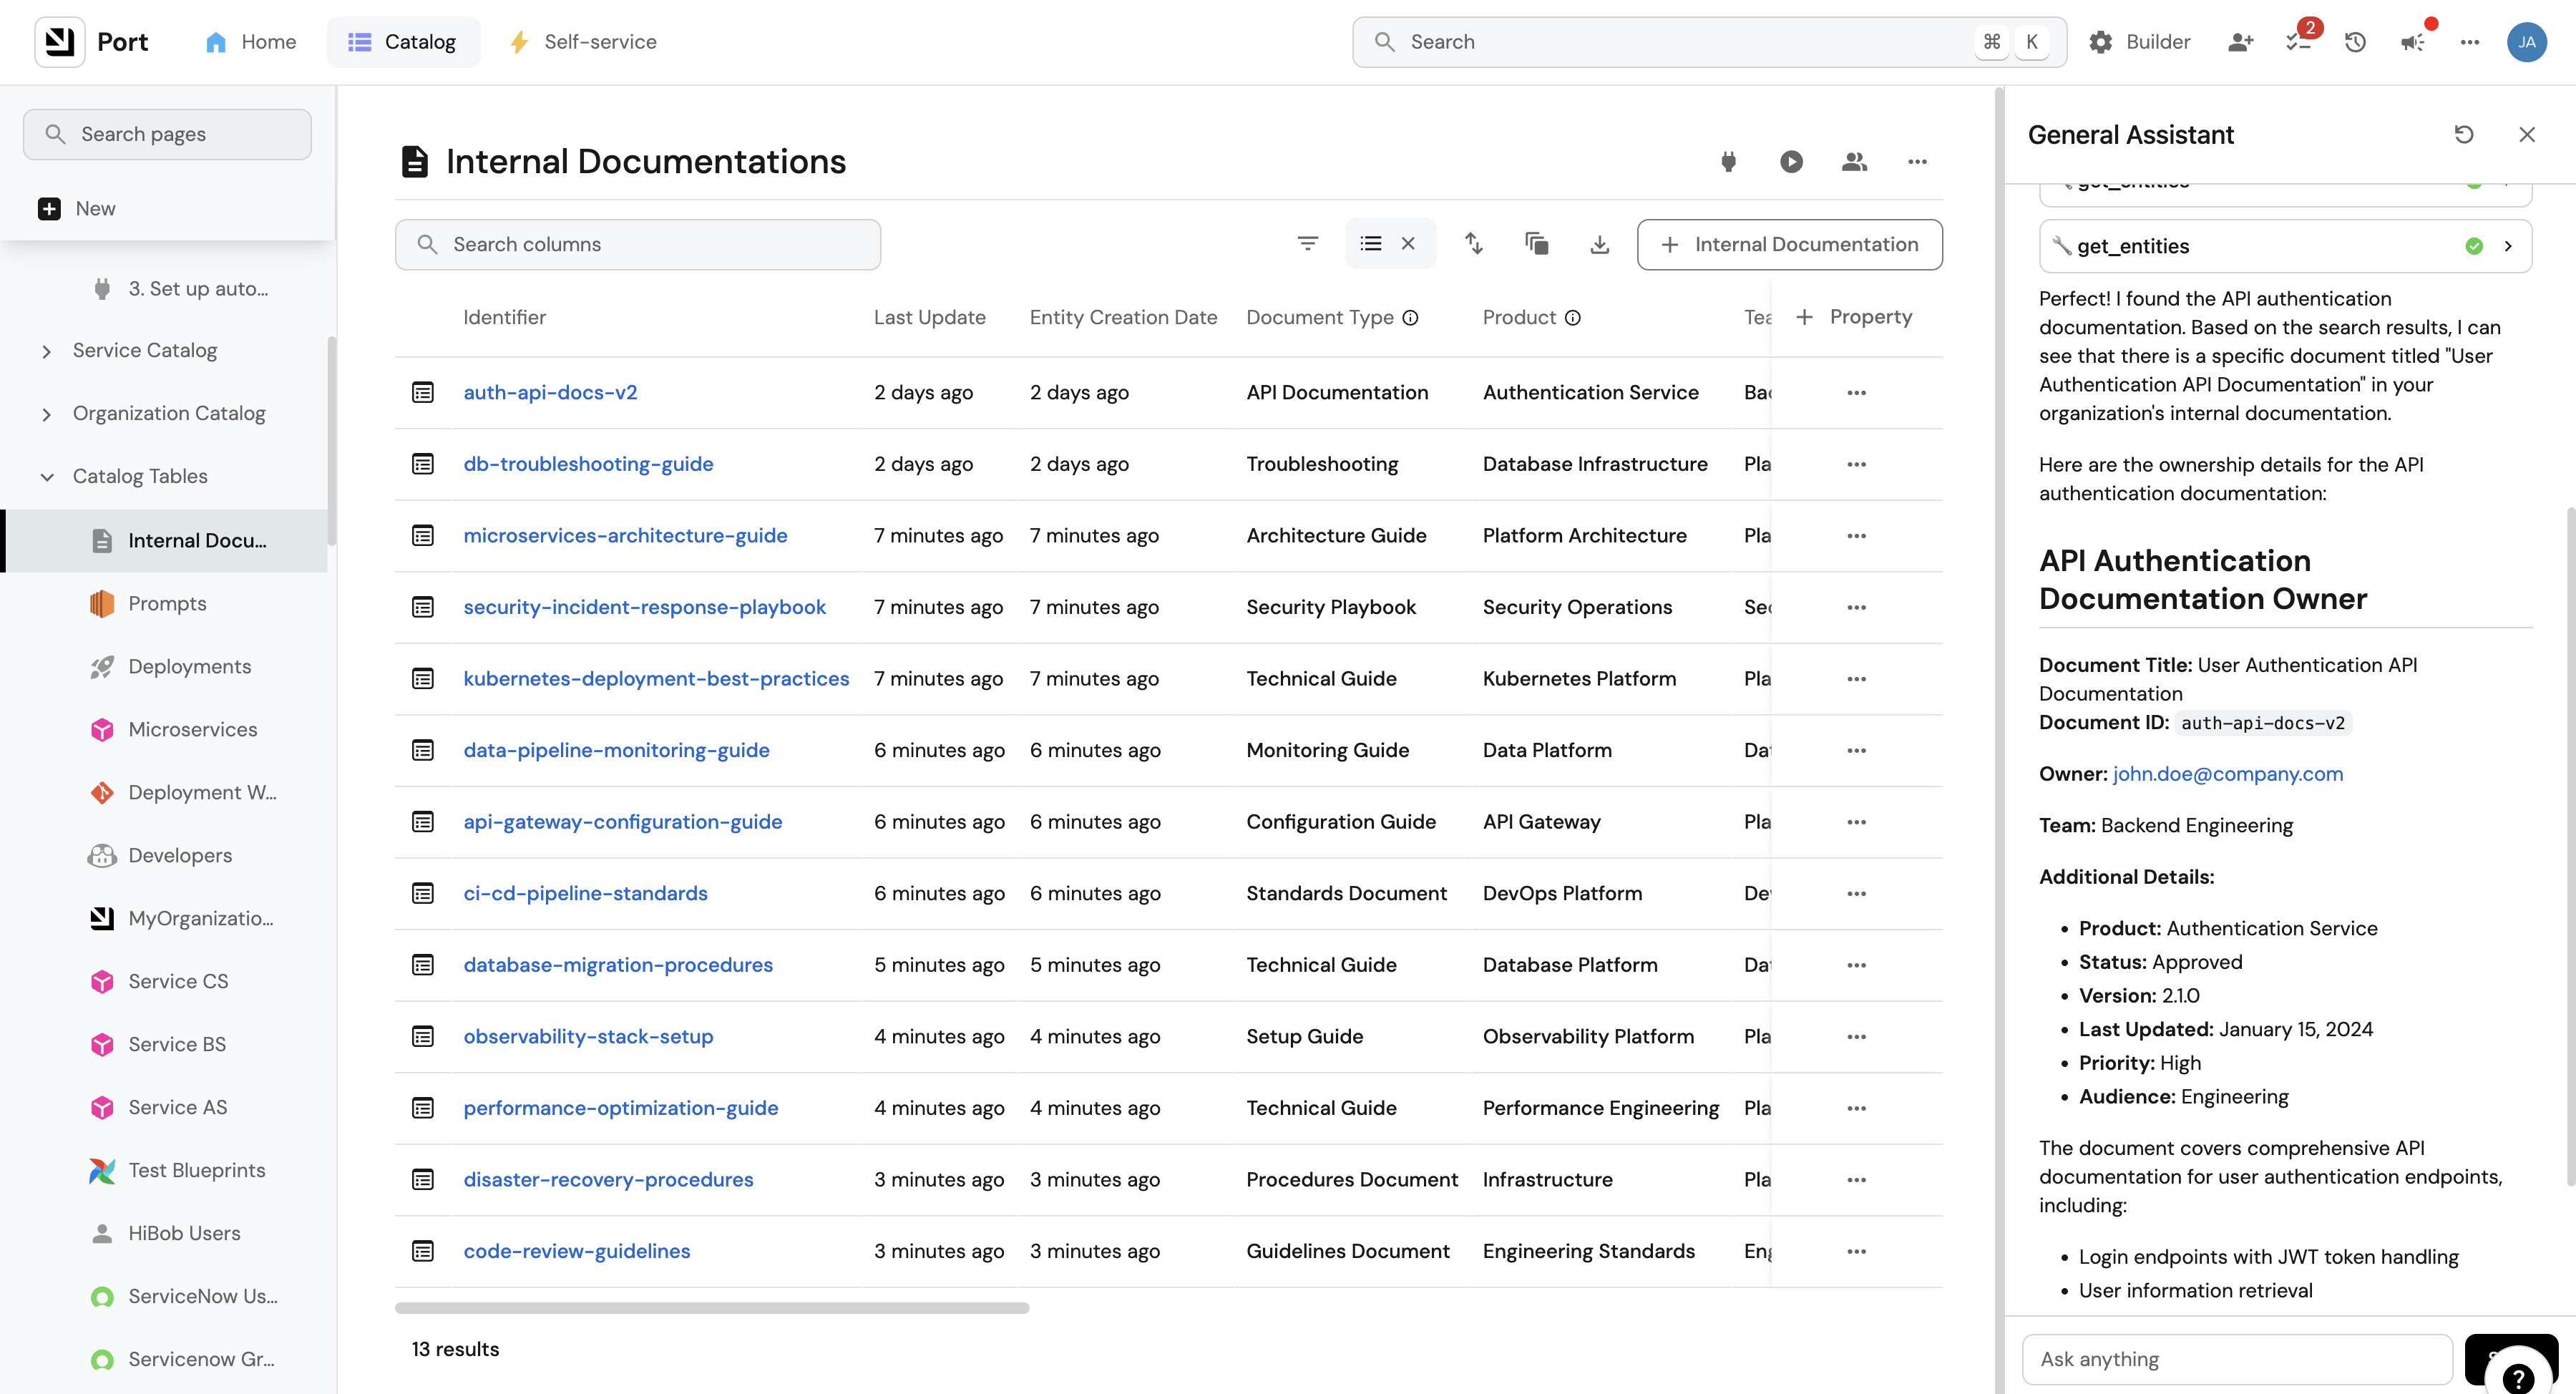 Port
Home
Catalog
Self-service
Search
⌘
K
Builder
2
JA
Search pages
New
3. Set up auto...
Service Catalog
Organization Catalog
Catalog Tables
Internal Docu...
Prompts
Deployments
Microservices
Deployment W...
Developers
MyOrganizatio...
Service CS
Service BS
Service AS
Test Blueprints
HiBob Users
ServiceNow Us...
Servicenow Gr...
Internal Documentations
Search columns
+ Internal Documentation
Identifier Last Update Entity Creation Date Document Type Product Tea + Property
auth-api-docs-v2 2 days ago 2 days ago API Documentation Authentication Service Bac
db-troubleshooting-guide 2 days ago 2 days ago Troubleshooting Database Infrastructure Pla
microservices-architecture-guide 7 minutes ago 7 minutes ago Architecture Guide Platform Architecture Pla
security-incident-response-playbook 7 minutes ago 7 minutes ago Security Playbook Security Operations Sec
kubernetes-deployment-best-practices 7 minutes ago 7 minutes ago Technical Guide Kubernetes Platform Pla
data-pipeline-monitoring-guide 6 minutes ago 6 minutes ago Monitoring Guide Data Platform Dat
api-gateway-configuration-guide 6 minutes ago 6 minutes ago Configuration Guide API Gateway Pla
ci-cd-pipeline-standards 6 minutes ago 6 minutes ago Standards Document DevOps Platform Dev
database-migration-procedures 5 minutes ago 5 minutes ago Technical Guide Database Platform Dat
observability-stack-setup 4 minutes ago 4 minutes ago Setup Guide Observability Platform Pla
performance-optimization-guide 4 minutes ago 4 minutes ago Technical Guide Performance Engineering Pla
disaster-recovery-procedures 3 minutes ago 3 minutes ago Procedures Document Infrastructure Pla
code-review-guidelines 3 minutes ago 3 minutes ago Guidelines Document Engineering Standards Eng
13 results
General Assistant
get_entities
get_entities
Perfect! I found the API authentication
documentation. Based on the search results, I can
see that there is a specific document titled "User
Authentication API Documentation" in your
organization's internal documentation.
Here are the ownership details for the API
authentication documentation:
API Authentication
Documentation Owner
Document Title: User Authentication API
Documentation
Document ID: auth-api-docs-v2
Owner: john.doe@company.com
Team: Backend Engineering
Additional Details:
• Product: Authentication Service
• Status: Approved
• Version: 2.1.0
• Last Updated: January 15, 2024
• Priority: High
• Audience: Engineering
The document covers comprehensive API
documentation for user authentication endpoints,
including:
• Login endpoints with JWT token handling
• User information retrieval
Ask anything
?